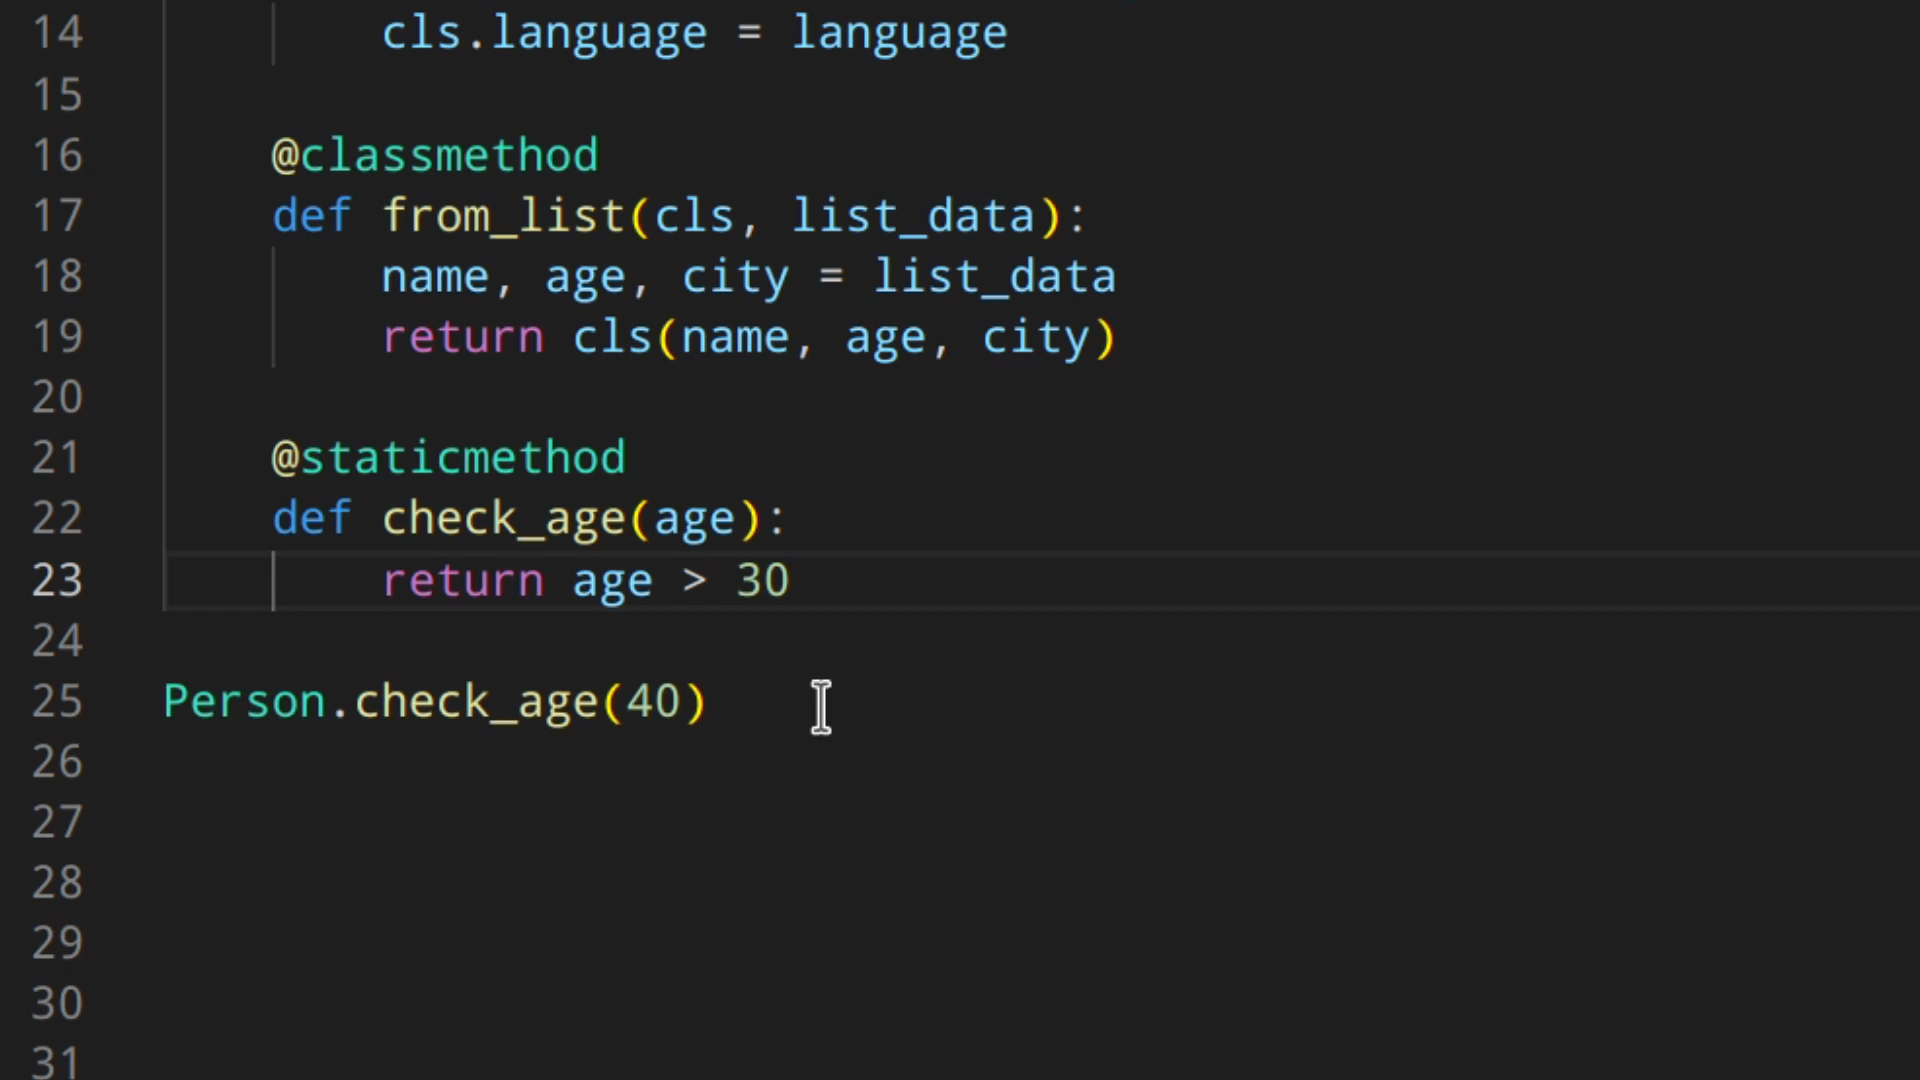 14 cls.language = language
15
16 @classmethod
17 def from_list(cls, list_data):
18 name, age, city = list_data
19 return cls(name, age, city)
20
21 @staticmethod
22 def check_age(age):
23 return age > 30
24
25 Person.check_age(40)
26
27
28
29
30
31